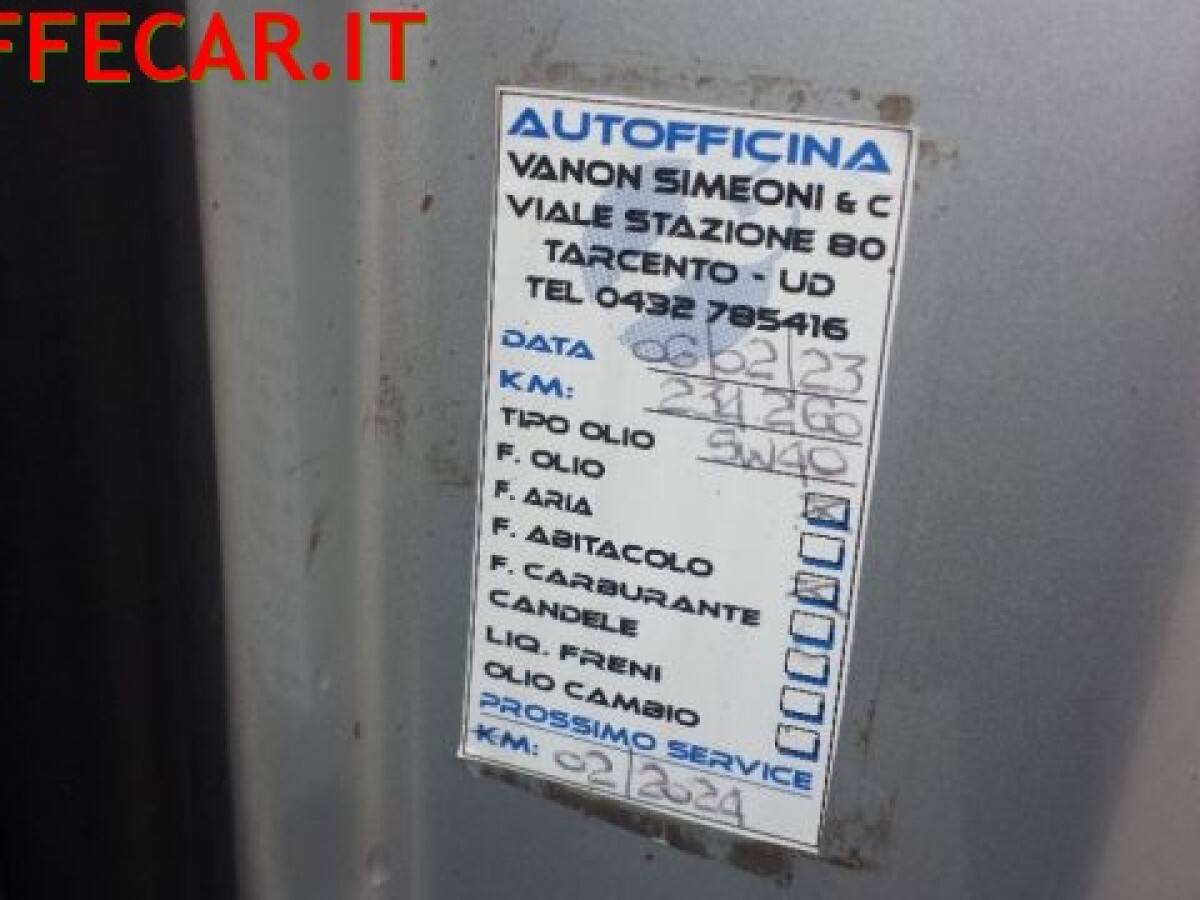 FFECAR.IT
AUTOFFICINA
VANON SIMEONI & C
VIALE STAZIONE 80
TARCENTO - UD
TEL 0432 785416
DATA 06/02/23
KM: 234266
TIPO OLIO 5W40
F. OLIO
F. ARIA
F. ABITACOLO
F. CARBURANTE
CANDELE
LIQ. FRENI
OLIO CAMBIO
PROSSIMO SERVICE
KM: 02/2024